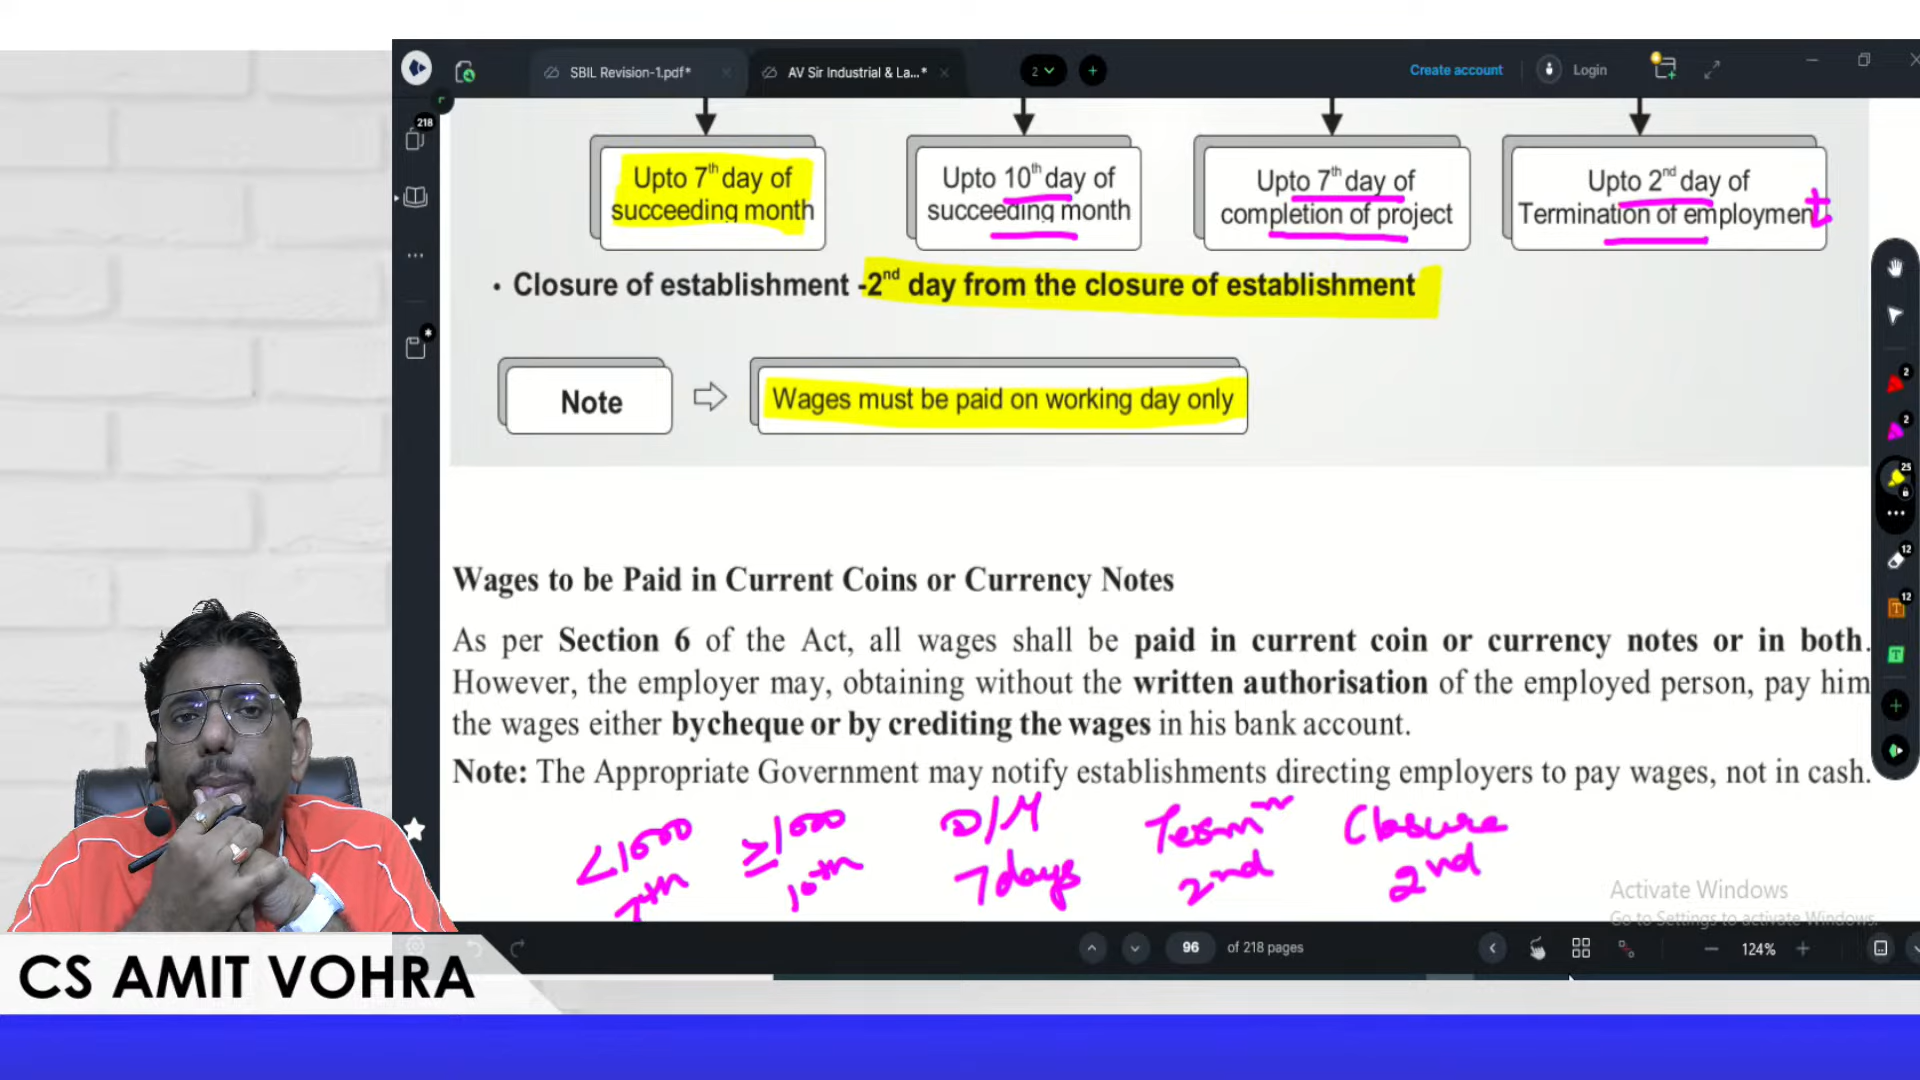 SBIL Revision-1.pdf*
AV Sir Industrial & La...*
2
Create account
Login
218
Upto 7th day of
succeeding month
Upto 10th day of
succeeding month
Upto 7th day of
completion of project
Upto 2nd day of
Termination of employment
• Closure of establishment -2nd day from the closure of establishment
Note
Wages must be paid on working day only
2
2
25
12
12
Wages to be Paid in Current Coins or Currency Notes
As per Section 6 of the Act, all wages shall be paid in current coin or currency notes or in both.
However, the employer may, obtaining without the written authorisation of the employed person, pay him
the wages either bycheque or by crediting the wages in his bank account.
Note: The Appropriate Government may notify establishments directing employers to pay wages, not in cash.
<1000
7th
≥1000
10th
D/M
7 days
Termn
2nd
Closure
2nd
Activate Windows
Go to Settings to activate Windows.
96 of 218 pages
124%
CS AMIT VOHRA